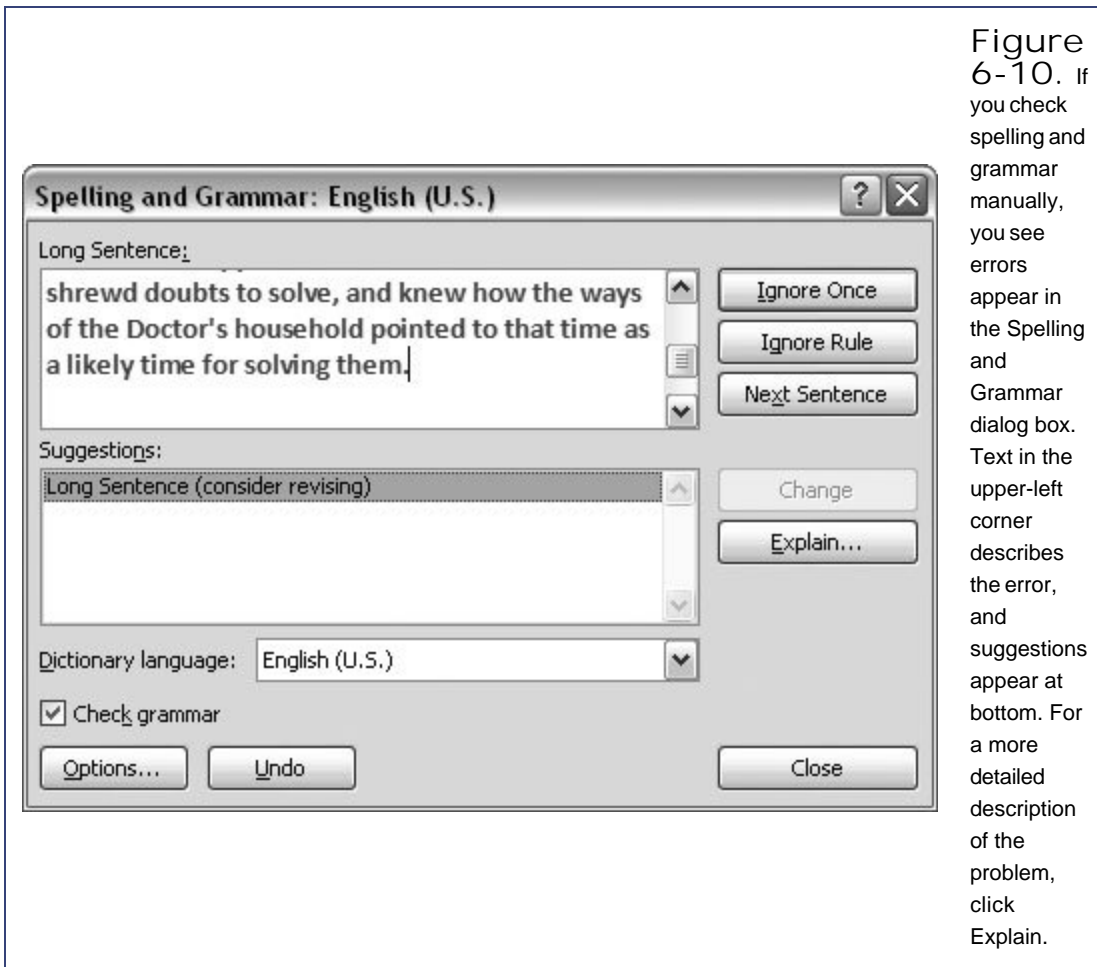 Spelling and Grammar: English (U.S.)
Long Sentence:
shrewd doubts to solve, and knew how the ways
of the Doctor's household pointed to that time as
a likely time for solving them.
Ignore Once
Ignore Rule
Next Sentence
Suggestions:
Long Sentence (consider revising)
Change
Explain...
Dictionary language: English (U.S.)
Check grammar
Options... Undo Close
Figure
6-10. If
you check
spelling and
grammar
manually,
you see
errors
appear in
the Spelling
and
Grammar
dialog box.
Text in the
upper-left
corner
describes
the error,
and
suggestions
appear at
bottom. For
a more
detailed
description
of the
problem,
click
Explain.